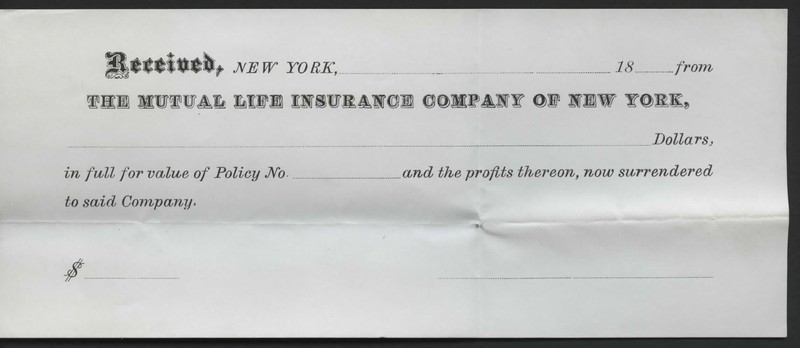 Received, NEW YORK, 18 from
THE MUTUAL LIFE INSURANCE COMPANY OF NEW YORK,
Dollars,
in full for value of Policy No. and the profits thereon, now surrendered
to said Company.
$